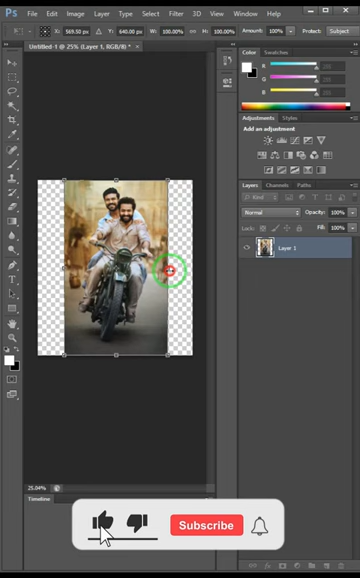 Ps File Edit Image Layer Type Select Filter 3D View Window Help
X: 569.50 px Y: 640.00 px W: 100.00% H: 100.00% Amount: 100% Protect: Subject
Untitled-1 @ 25% (Layer 1, RGB/8) * ×
Color Swatches
R
G
B
Adjustments Styles
Add an adjustment
Layers Channels Paths
Kind
Normal Opacity: 100%
Lock: Fill: 100%
Layer 1
25.84%
Timeline
Subscribe